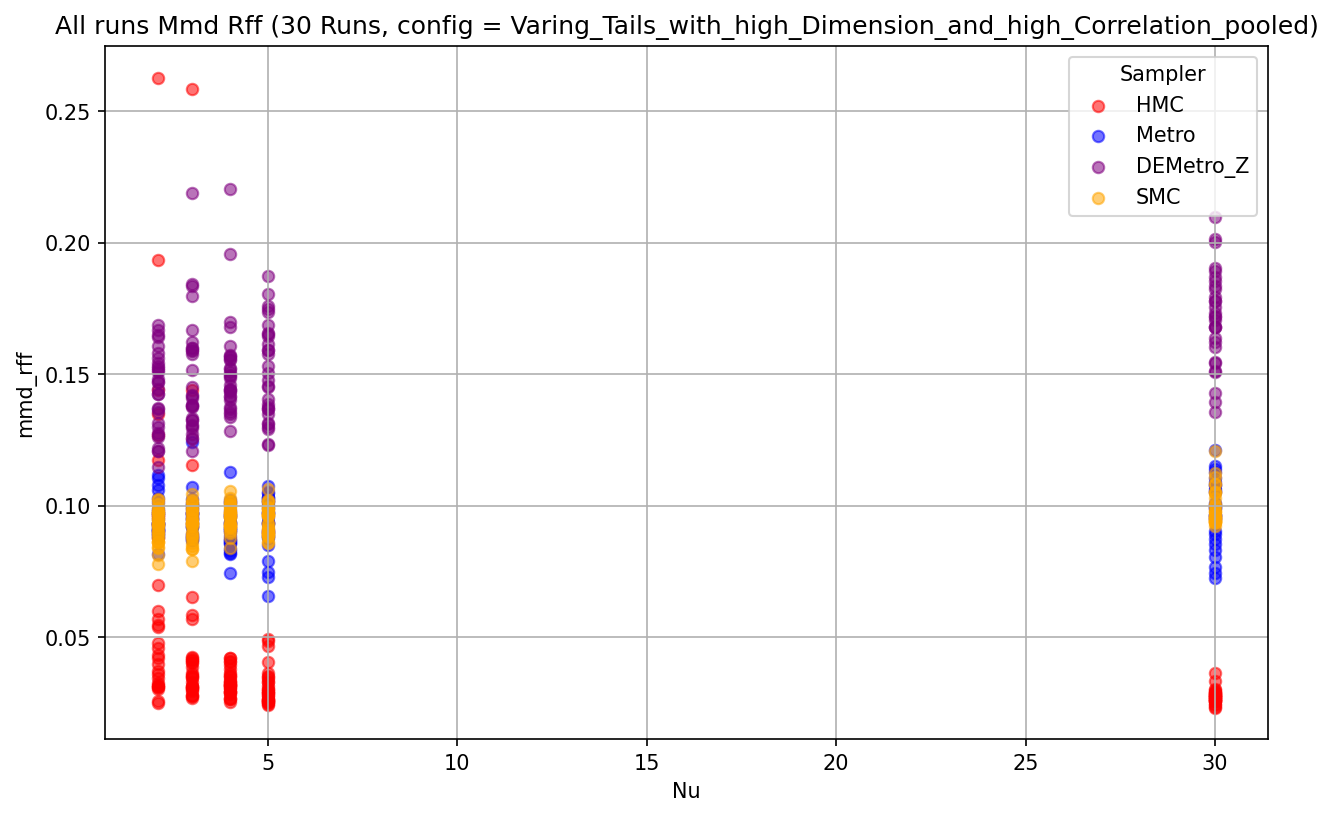 All runs Mmd Rff (30 Runs, config = Varing_Tails_with_high_Dimension_and_high_Correlation_pooled)
Sampler
HMC
Metro
DEMetro_Z
SMC
0.25
0.20
0.15
0.10
0.05
mmd_rff
5 10 15 20 25 30
Nu